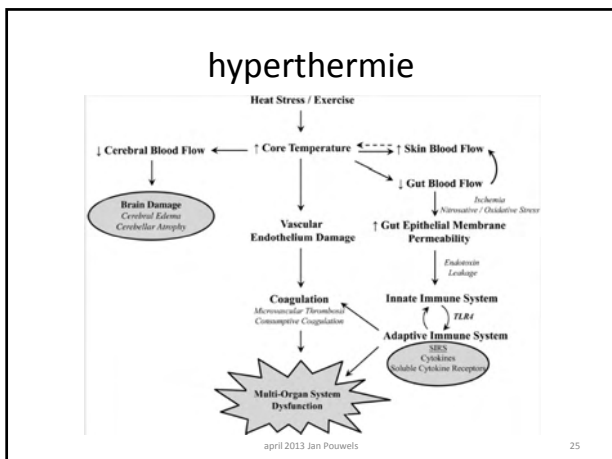 hyperthermie
Heat Stress / Exercise
↓ Cerebral Blood Flow
↑ Core Temperature
↑ Skin Blood Flow
↓ Gut Blood Flow
Ischemia
Nitrosative / Oxidative Stress
Brain Damage
Cerebral Edema
Cerebellar Atrophy
Vascular
Endothelium Damage
↑ Gut Epithelial Membrane
Permeability
Endotoxin
Leakage
Coagulation
Microvascular Thrombosis
Consumptive Coagulation
Innate Immune System
TLR4
Adaptive Immune System
SIRS
Cytokines
Soluble Cytokine Receptors
Multi-Organ System
Dysfunction
april 2013 Jan Pouwels
25